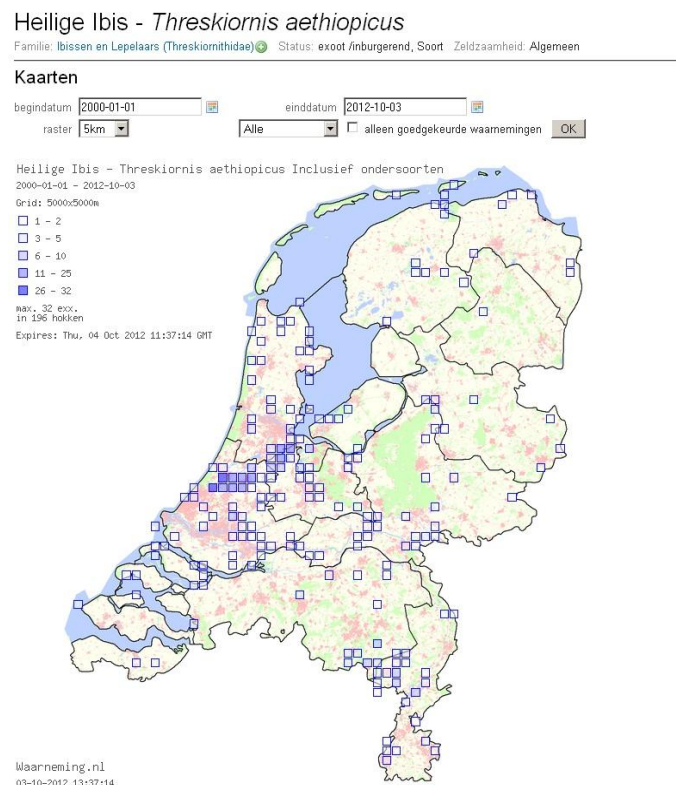 Heilige Ibis - Threskiornis aethiopicus
Familie: Ibissen en Lepelaars (Threskiornithidae) Status: exoot /inburgerend, Soort Zeldzaamheid: Algemeen
Kaarten
begindatum 2000-01-01 einddatum 2012-10-03
raster 5km Alle alleen goedgekeurde waarnemingen OK
Heilige Ibis - Threskiornis aethiopicus Inclusief ondersoorten
2000-01-01 - 2012-10-03
Grid: 5000x5000m
1 - 2
3 - 5
6 - 10
11 - 25
26 - 32
max. 32 exx.
in 196 hokken
Expires: Thu, 04 Oct 2012 11:37:14 GMT
Waarneming.nl
03-10-2012 13:37:14